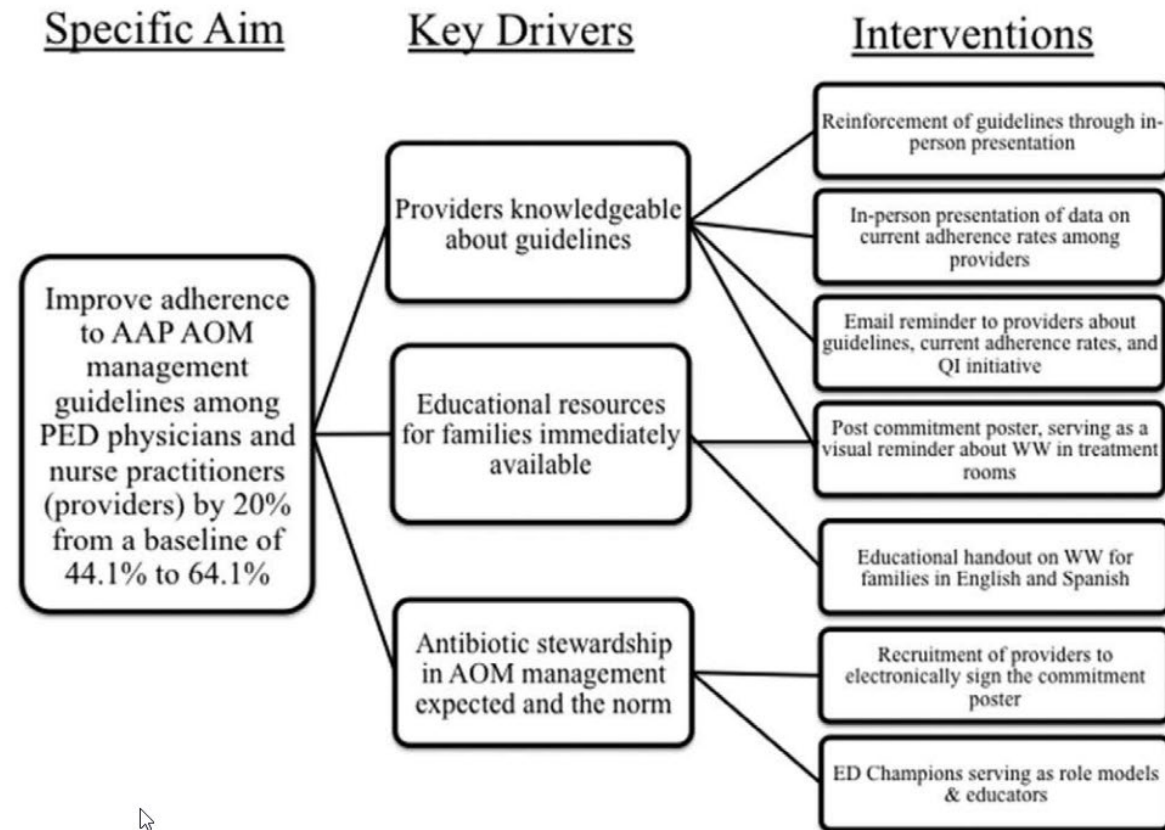 Specific Aim
Key Drivers
Interventions
Improve adherence
to AAP AOM
management
guidelines among
PED physicians and
nurse practitioners
(providers) by 20%
from a baseline of
44.1% to 64.1%
Providers knowledgeable
about guidelines
Educational resources
for families immediately
available
Antibiotic stewardship
in AOM management
expected and the norm
Reinforcement of guidelines through in-
person presentation
In-person presentation of data on
current adherence rates among
providers
Email reminder to providers about
guidelines, current adherence rates, and
QI initiative
Post commitment poster, serving as a
visual reminder about WW in treatment
rooms
Educational handout on WW for
families in English and Spanish
Recruitment of providers to
electronically sign the commitment
poster
ED Champions serving as role models
& educators